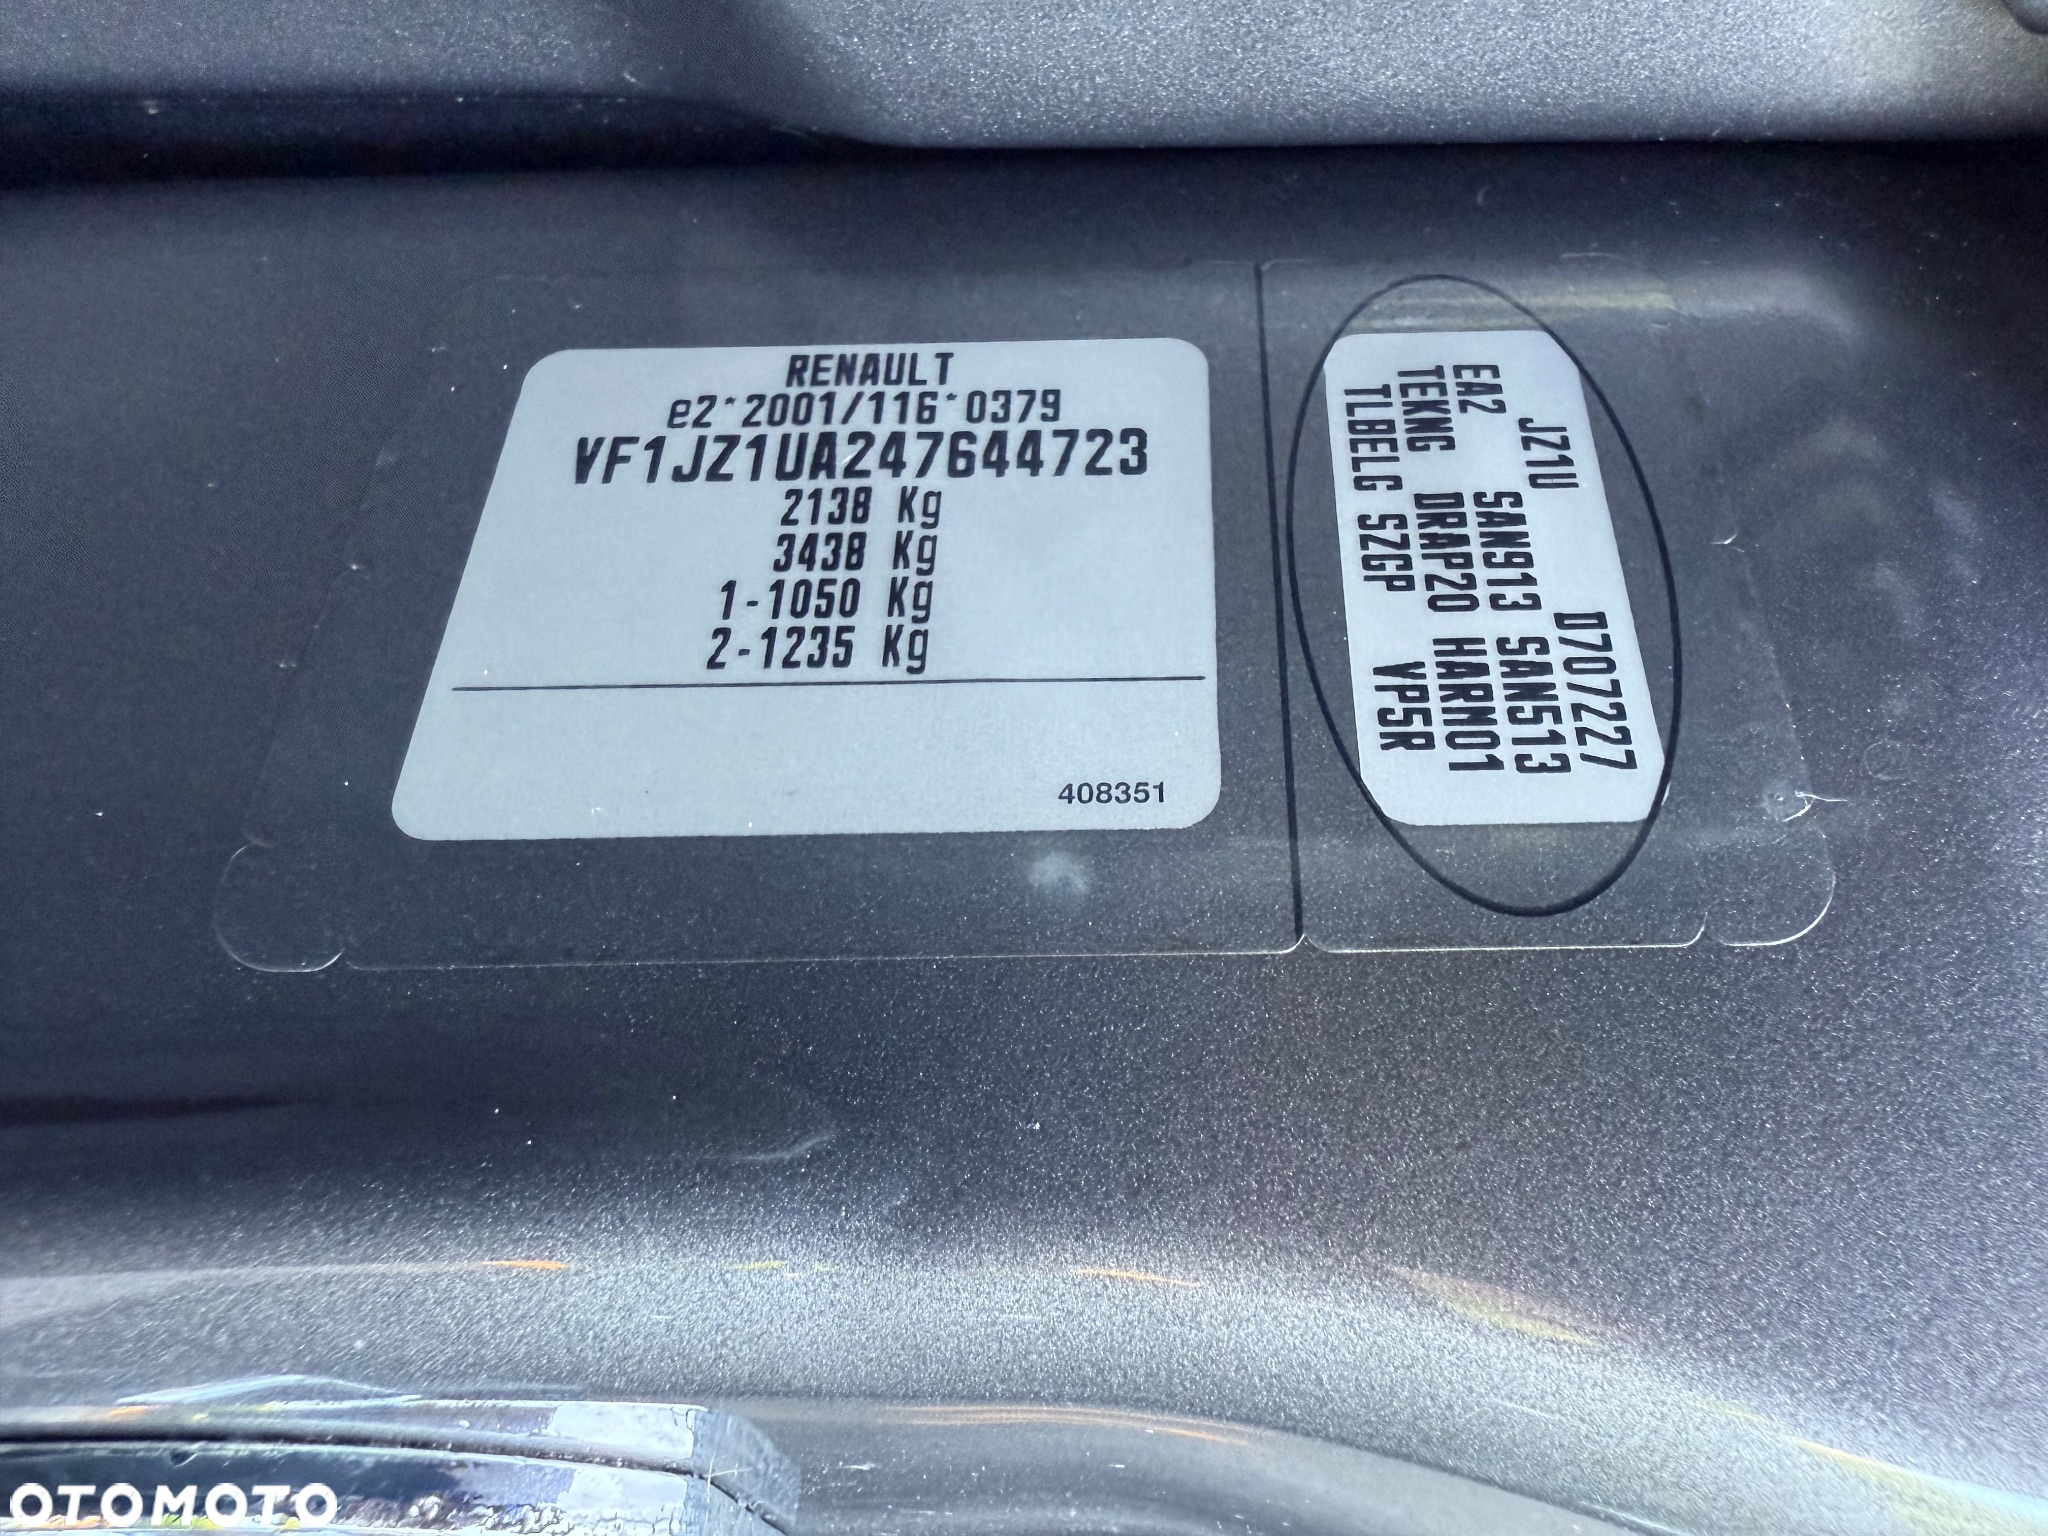 RENAULT
e2*2001/116*0379
VF1JZ1UA247644723
2138 Kg
3438 Kg
1-1050 Kg
2-1235 Kg
408351
JZ1U D707227
EA2 SAN913 SAN513
TEKNG DRAP20 HARN01
TLBELG SZGP VP5R
OTOMOTO